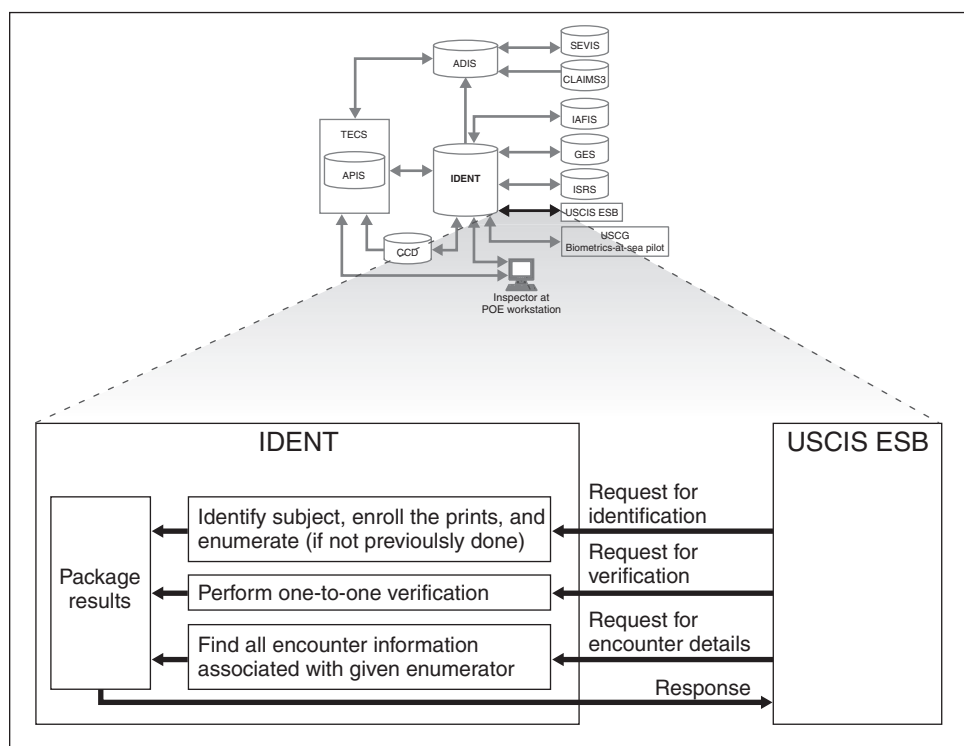 SEVIS
ADIS
CLAIMS3
IAFIS
TECS
GES
APIS
IDENT
ISRS
USCIS ESB
USCG
Biometrics-at-sea pilot
CCD
Inspector at
POE workstation
IDENT
USCIS ESB
Request for
identification
Identify subject, enroll the prints, and
enumerate (if not previoulsly done)
Request for
verification
Package
results
Perform one-to-one verification
Request for
encounter details
Find all encounter information
associated with given enumerator
Response